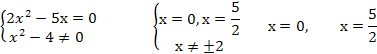 {2x² − 5x = 0
x² − 4 ≠ 0
{x = 0, x = 5/2
x ≠ ±2
x = 0, x = 5/2